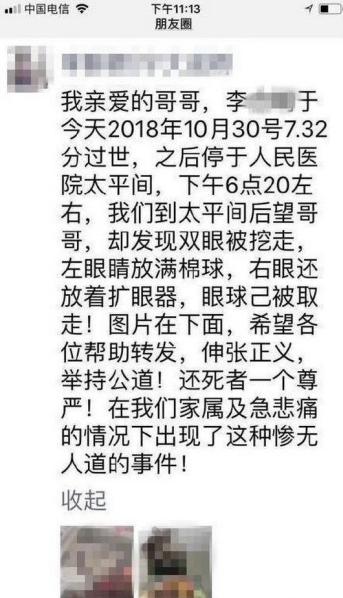 中国电信
下午11:13
朋友圈
我亲爱的哥哥，李 于
今天2018年10月30号7.32
分过世，之后停于人民医
院太平间，下午6点20左
右，我们到太平间后望哥
哥，却发现双眼被挖走，
左眼睛放满棉球，右眼还
放着扩眼器，眼球己被取
走！图片在下面，希望各
位帮助转发，伸张正义，
举持公道！还死者一个尊
严！在我们家属及急悲痛
的情况下出现了这种惨无
人道的事件！
收起